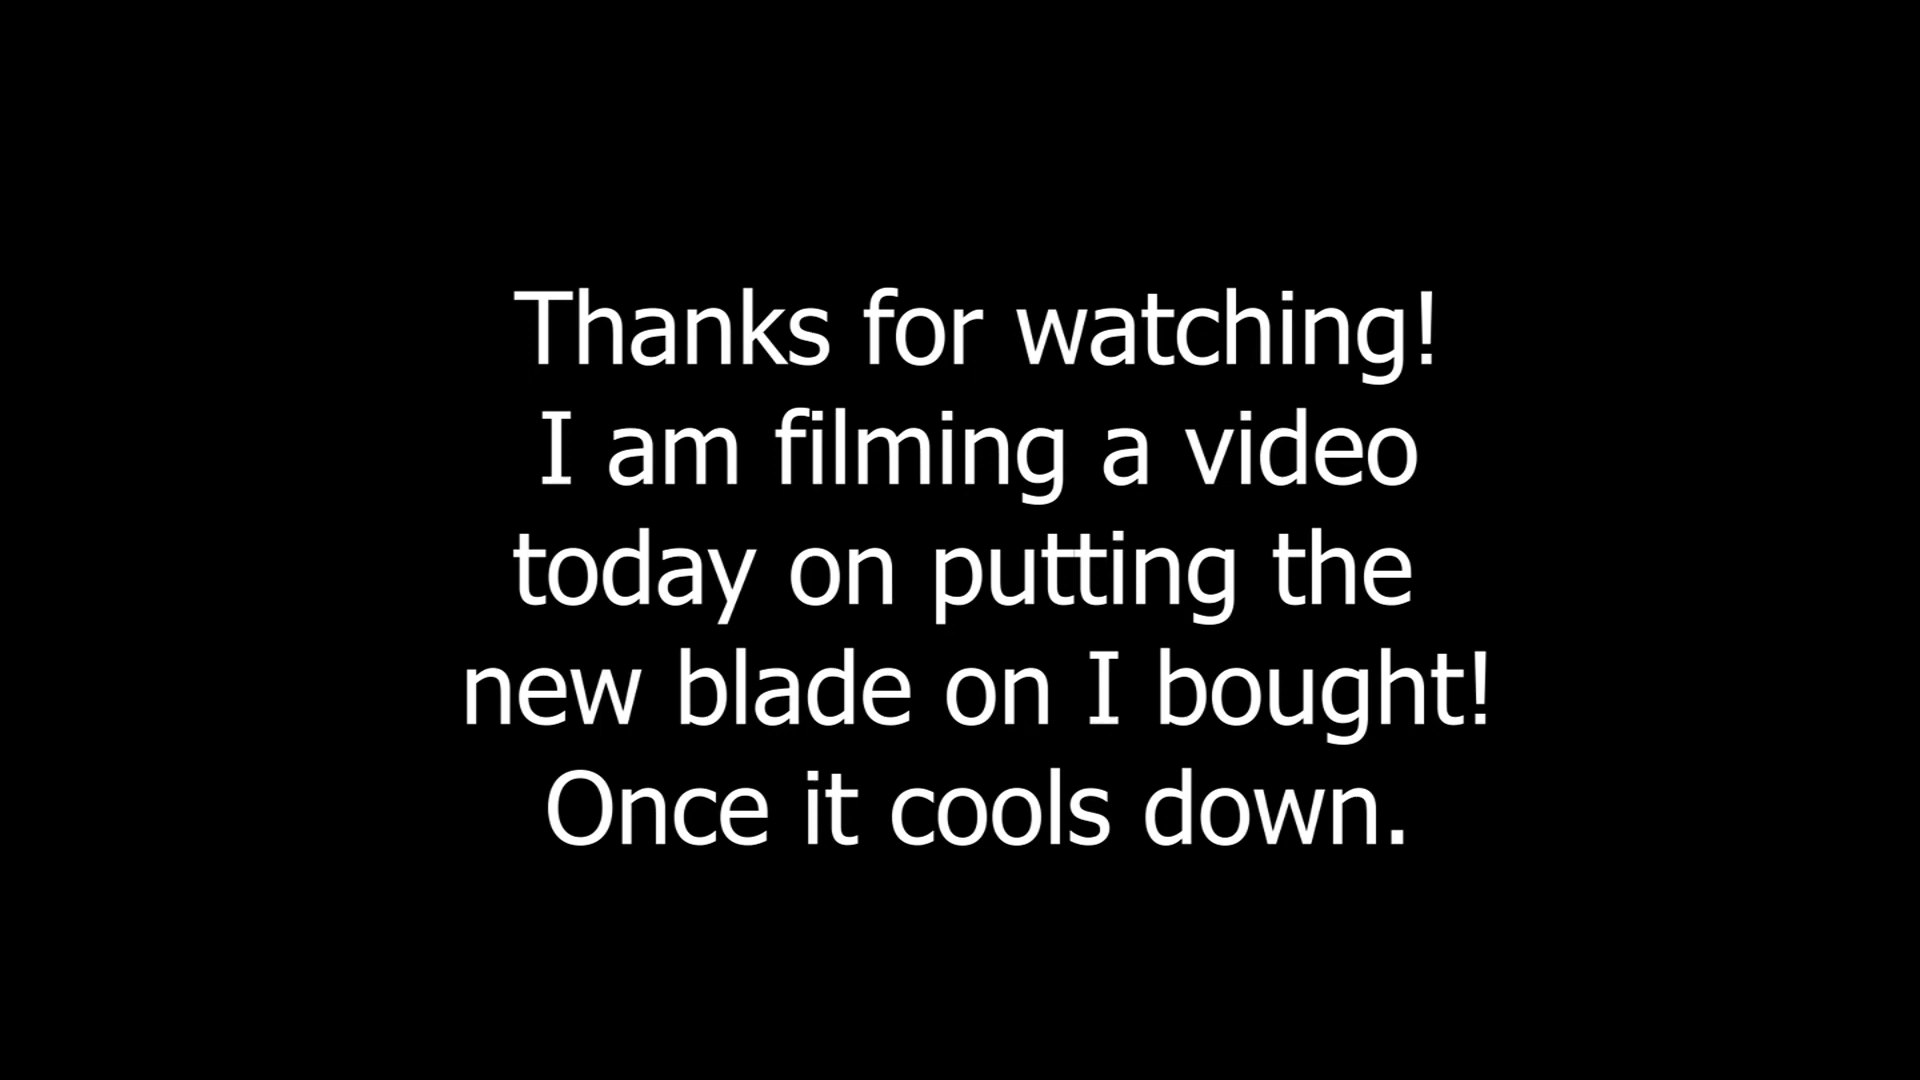 Thanks for watching!
I am filming a video
today on putting the
new blade on I bought!
Once it cools down.